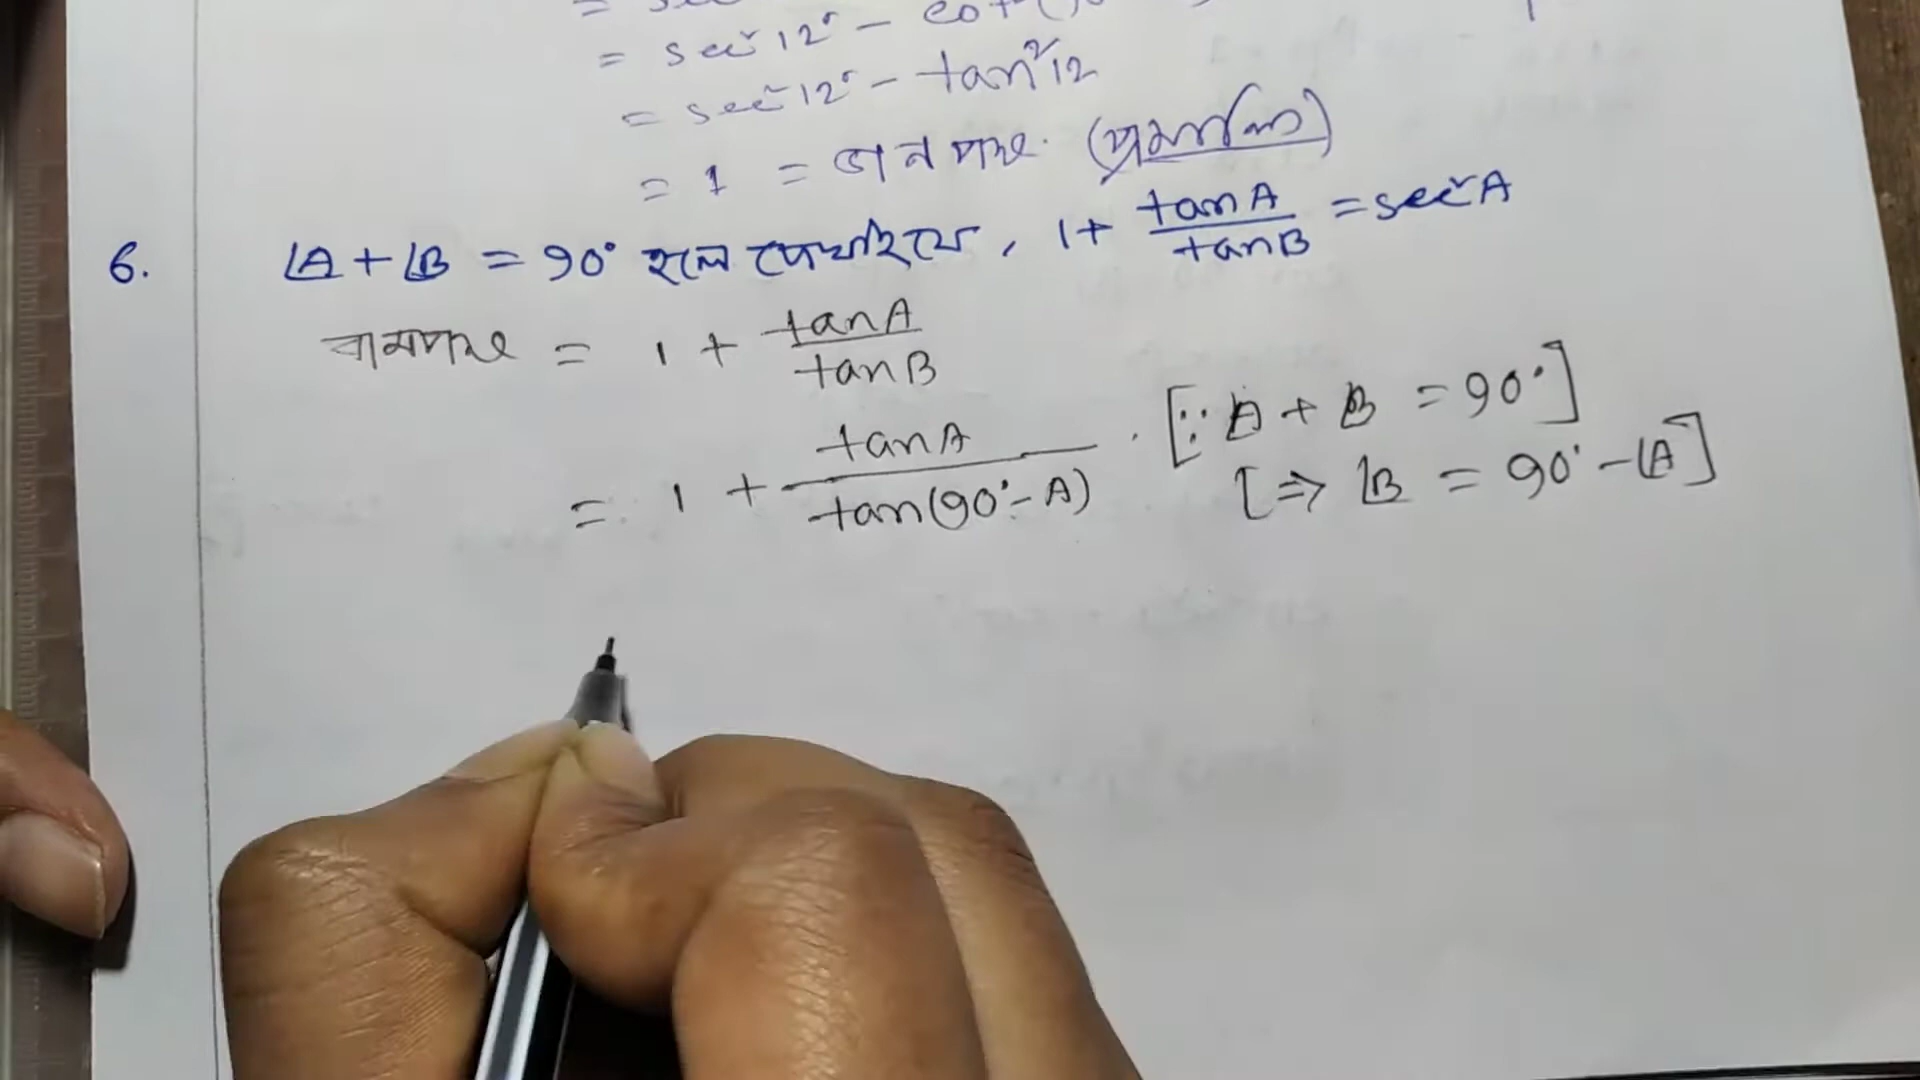 = sec²12° –
= sec²12° – tan²12
= 1 = ডানপক্ষ. (প্রমাণিত)
6. ∠A + ∠B = 90° হলে দেখাই যে, 1 + tanA/tanB = sec²A
বামপক্ষ = 1 + tanA/tanB
= 1 + tanA/tan(90° – A) . [∵ A + B = 90°]
[⇒ ∠B = 90° – ∠A]